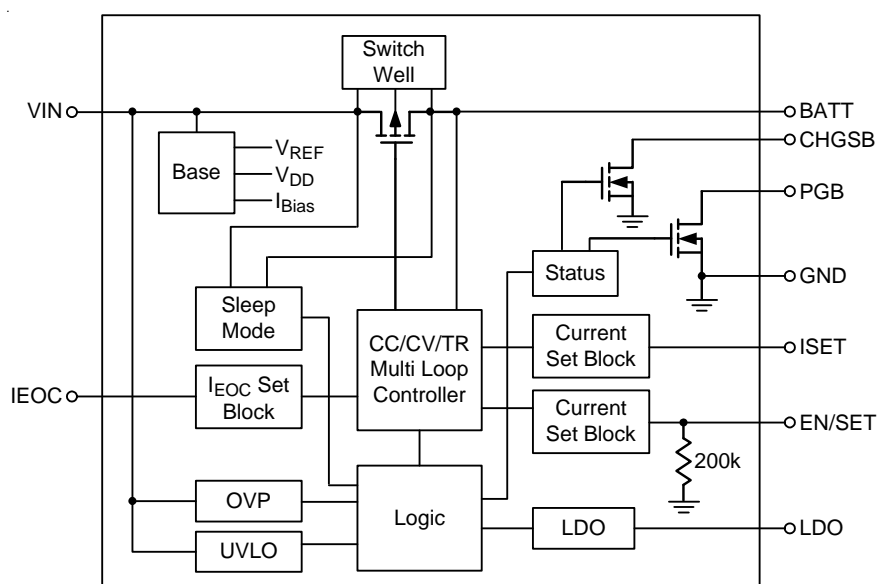 Switch
Well
VIN
BATT
CHGSB
Base
VREF
VDD
IBias
PGB
Status
GND
Sleep
Mode
CC/CV/TR
Multi Loop
Controller
Current
Set Block
ISET
IEOC
IEOC Set
Block
Current
Set Block
EN/SET
200k
OVP
Logic
UVLO
LDO
LDO